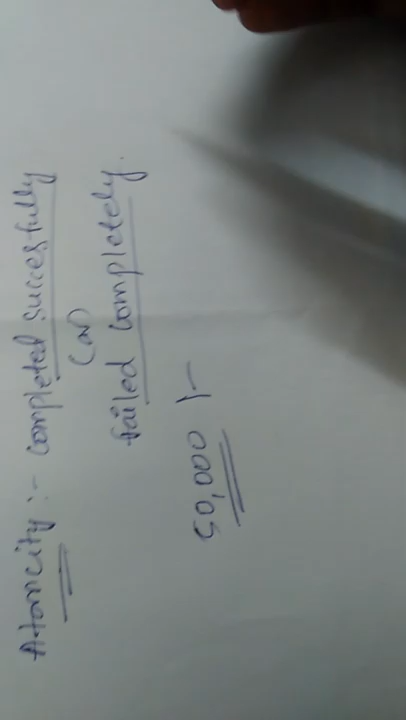 Atomicity :- completed succesfully
(or)
failed completely.
50,000 /-